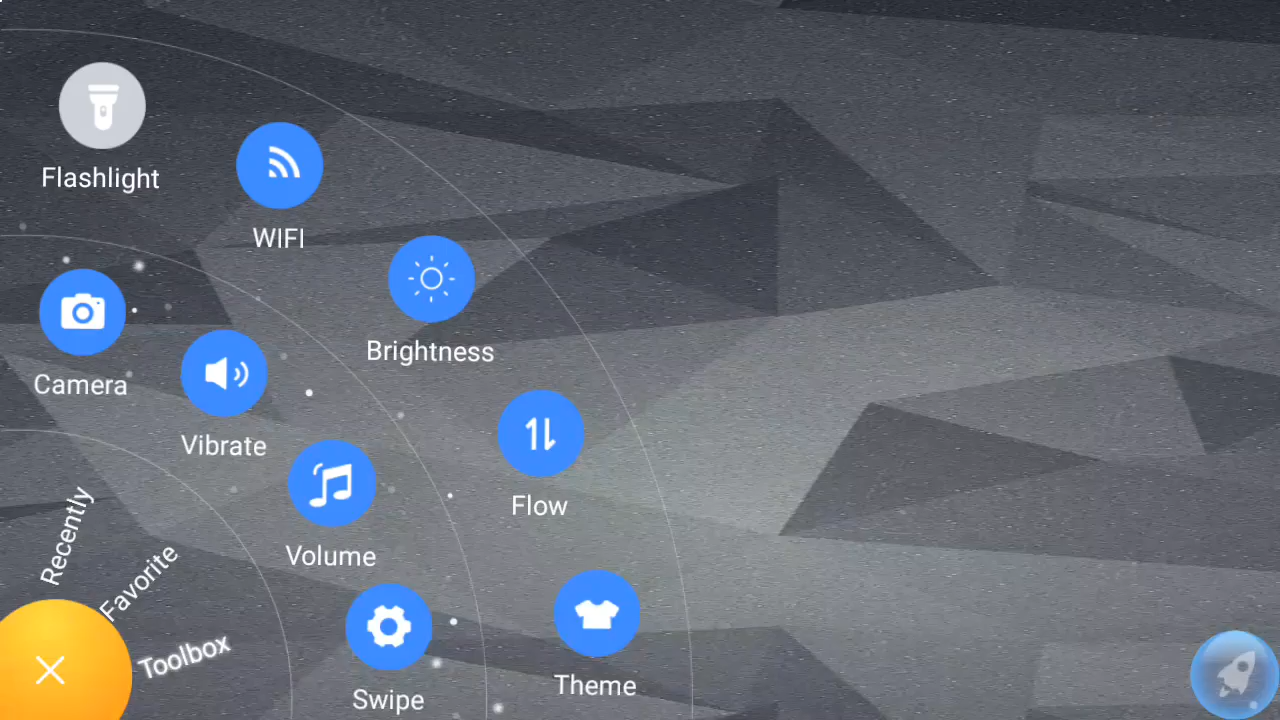 Flashlight
WIFI
Brightness
Camera
Vibrate
Flow
Volume
Recently
Favorite
Toolbox
Swipe
Theme